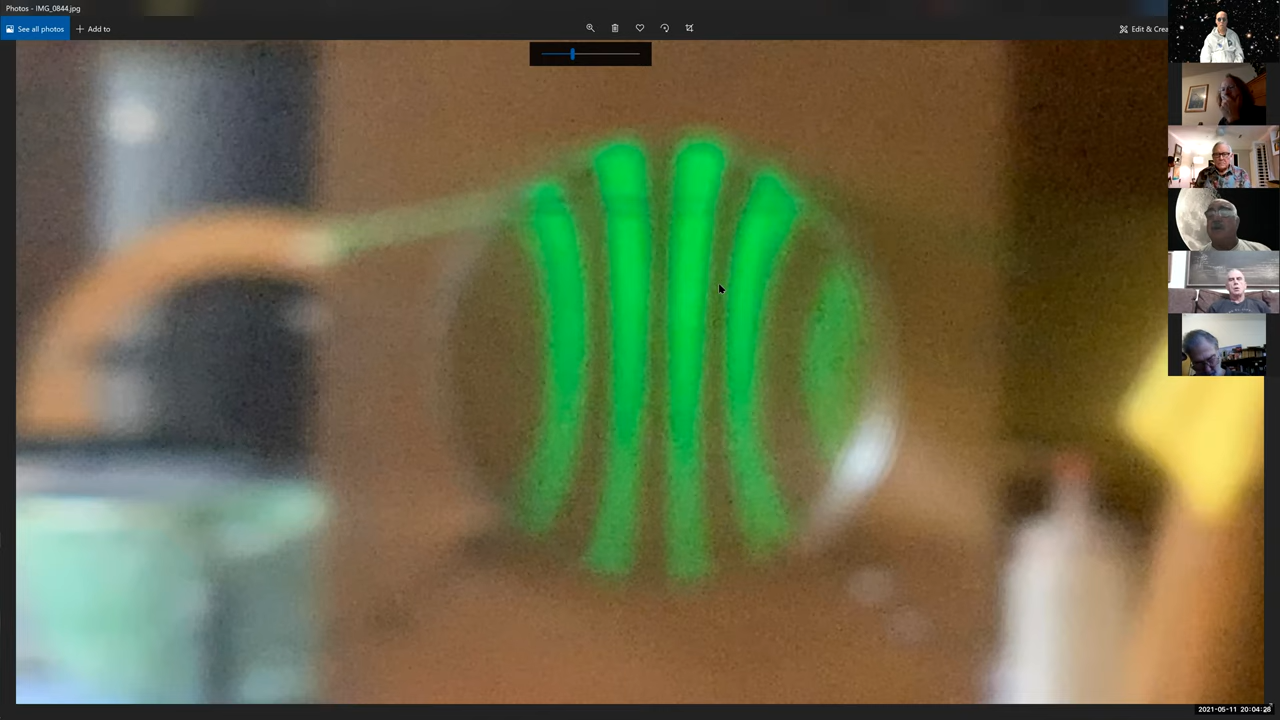 Photos - IMG_0844.jpg
See all photos
Add to
Edit & Crea
2021-05-11 20:04:28